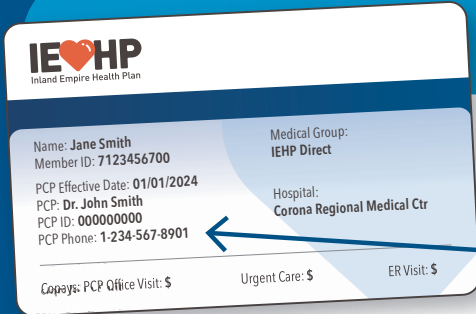 IEHP
Inland Empire Health Plan
Name: Jane Smith
Member ID: 7123456700
PCP Effective Date: 01/01/2024
PCP: Dr. John Smith
PCP ID: 000000000
PCP Phone: 1-234-567-8901
Medical Group:
IEHP Direct
Hospital:
Corona Regional Medical Ctr
Copays: PCP Office Visit: $
Urgent Care: $
ER Visit: $